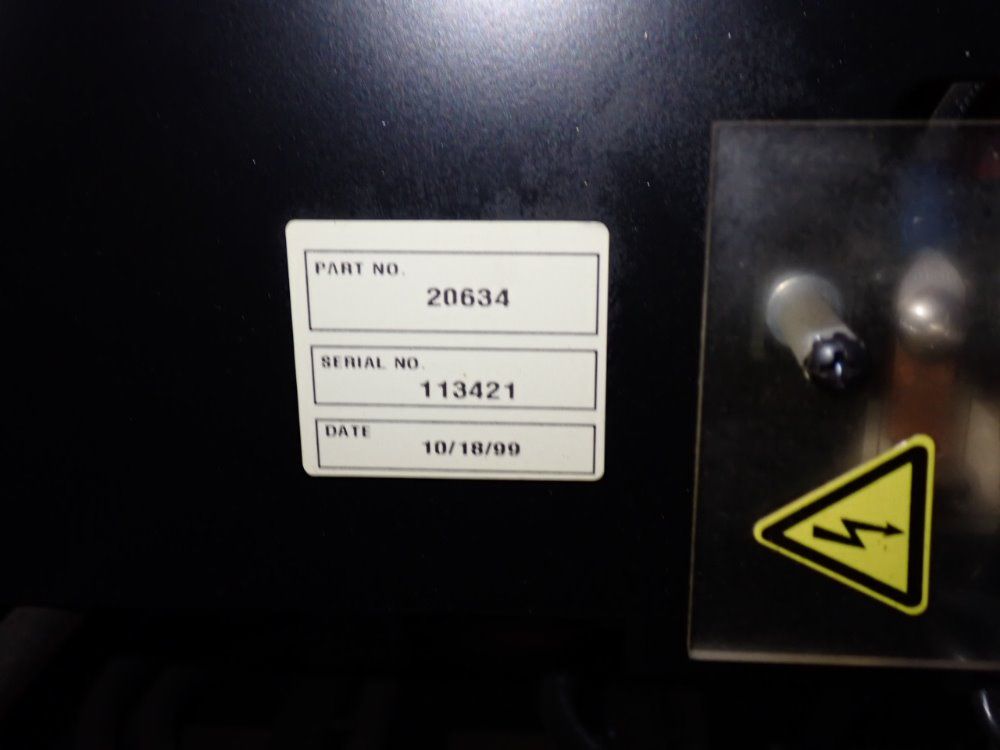 PART NO.
20634
SERIAL NO.
113421
DATE
10/18/99